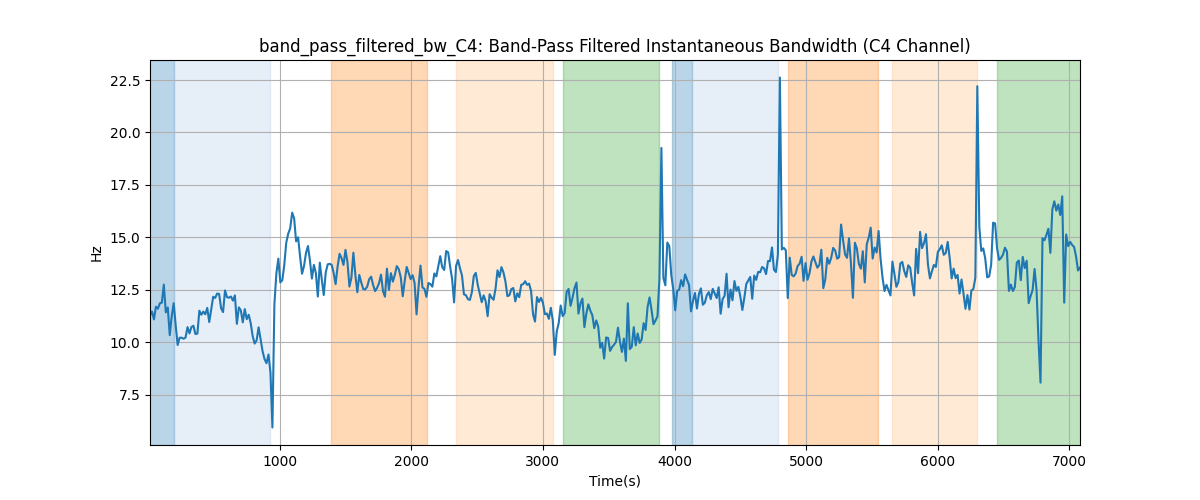 band_pass_filtered_bw_C4: Band-Pass Filtered Instantaneous Bandwidth (C4 Channel)
22.5
20.0
17.5
15.0
12.5
10.0
7.5
Hz
1000 2000 3000 4000 5000 6000 7000
Time(s)